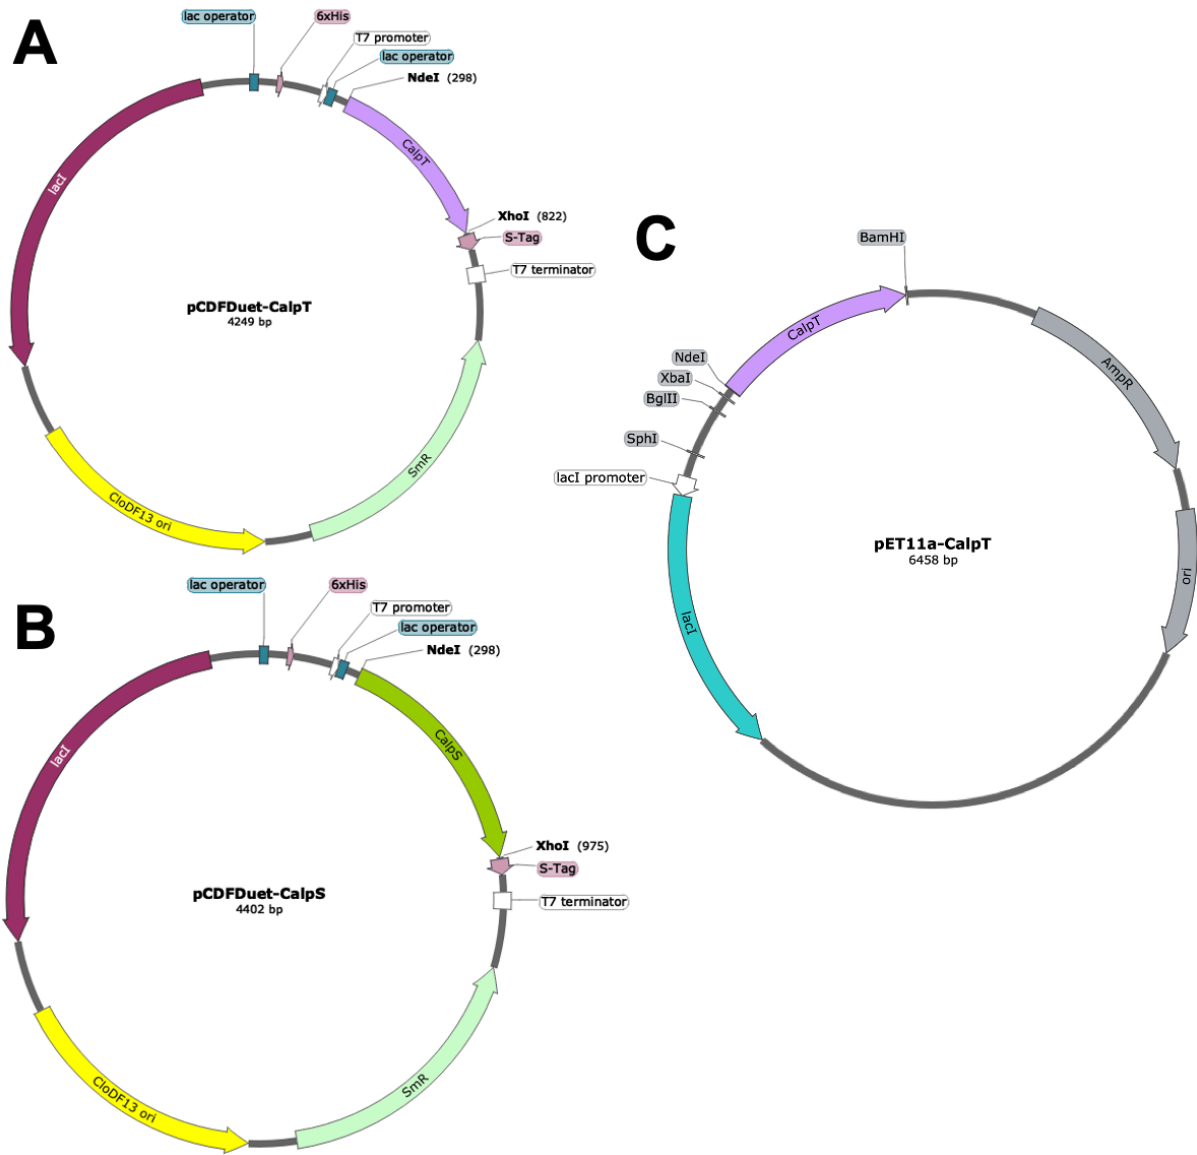 A
lac operator
6xHis
T7 promoter
lac operator
NdeI (298)
lacI
CalpT
XhoI (822)
S-Tag
T7 terminator
pCDFDuet-CalpT
4249 bp
SmR
CloDF13 ori
B
lac operator
6xHis
T7 promoter
lac operator
NdeI (298)
lacI
CalpS
XhoI (975)
S-Tag
T7 terminator
pCDFDuet-CalpS
4402 bp
SmR
CloDF13 ori
C
BamHI
CalpT
NdeI
XbaI
BglII
SphI
lacI promoter
AmpR
pET11a-CalpT
6458 bp
ori
lacI